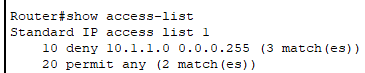 Router#show access-list
Standard IP access list 1
10 deny 10.1.1.0 0.0.0.255 (3 match(es))
20 permit any (2 match(es))